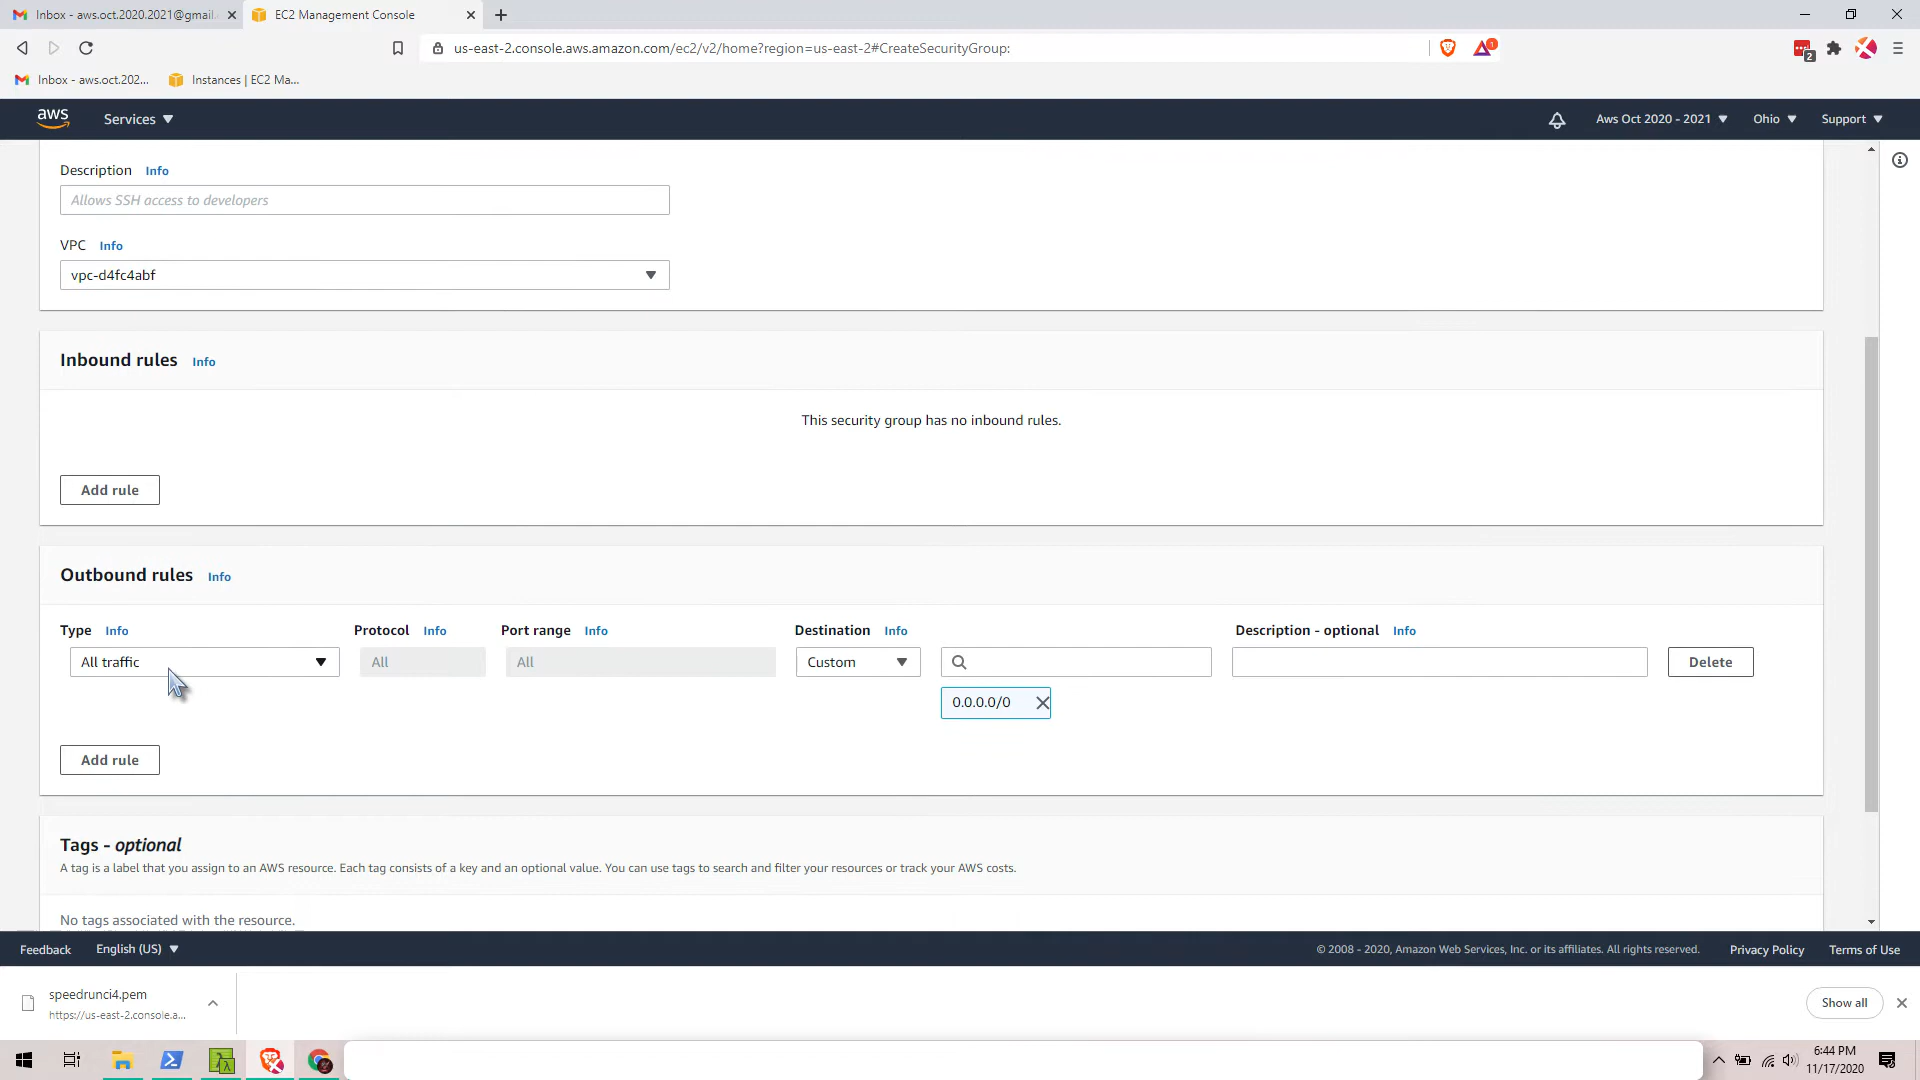 Inbox - aws.oct.2020.2021@gmail.
EC2 Management Console
us-east-2.console.aws.amazon.com/ec2/v2/home?region=us-east-2#CreateSecurityGroup:
1
2
Inbox - aws.oct.202...
Instances | EC2 Ma...
aws
Services
Aws Oct 2020 - 2021
Ohio
Support
Description Info
Allows SSH access to developers
VPC Info
vpc-d4fc4abf
Inbound rules Info
This security group has no inbound rules.
Add rule
Outbound rules Info
Type Info Protocol Info Port range Info Destination Info Description - optional Info
All traffic All All Custom Delete
0.0.0.0/0
Add rule
Tags - optional
A tag is a label that you assign to an AWS resource. Each tag consists of a key and an optional value. You can use tags to search and filter your resources or track your AWS costs.
No tags associated with the resource.
Feedback English (US) © 2008 - 2020, Amazon Web Services, Inc. or its affiliates. All rights reserved. Privacy Policy Terms of Use
speedrunci4.pem
https://us-east-2.console.a...
Show all
6:44 PM
11/17/2020